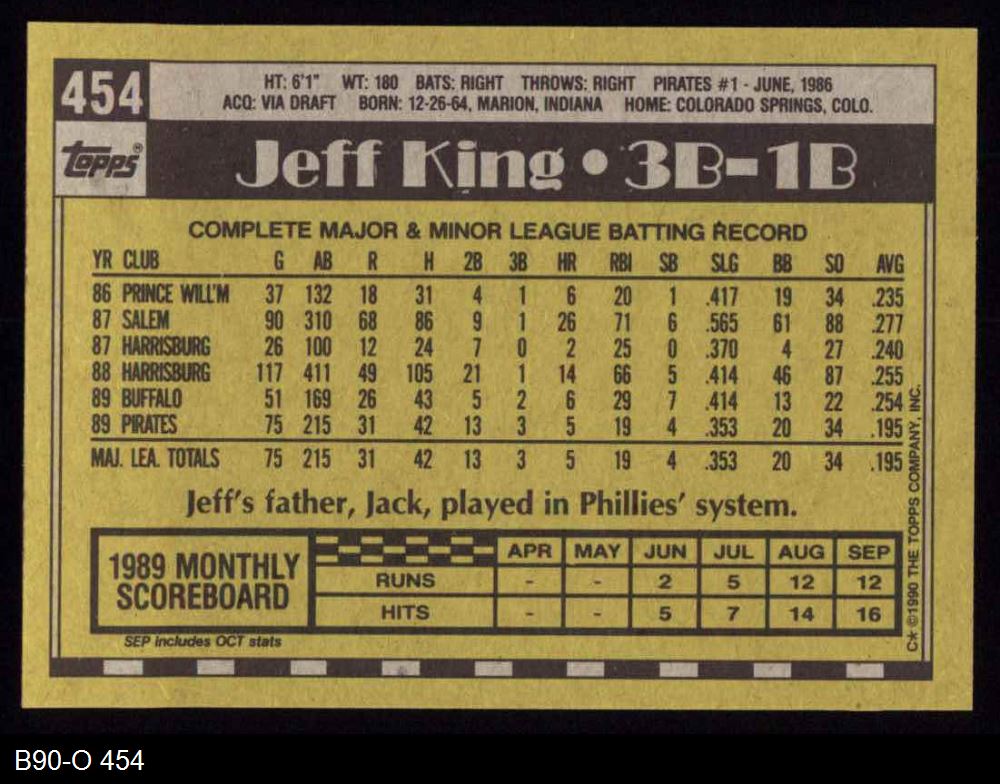 454
HT: 6'1" WT: 180 BATS: RIGHT THROWS: RIGHT PIRATES #1 - JUNE, 1986
ACQ: VIA DRAFT BORN: 12-26-64, MARION, INDIANA HOME: COLORADO SPRINGS, COLO.
topps®
Jeff King • 3B-1B
COMPLETE MAJOR & MINOR LEAGUE BATTING RECORD
YR CLUB G AB R H 2B 3B HR RBI SB SLG BB SO AVG
86 PRINCE WILL'M 37 132 18 31 4 1 6 20 1 .417 19 34 .235
87 SALEM 90 310 68 86 9 1 26 71 6 .565 61 88 .277
87 HARRISBURG 26 100 12 24 7 0 2 25 0 .370 4 27 .240
88 HARRISBURG 117 411 49 105 21 1 14 66 5 .414 46 87 .255
89 BUFFALO 51 169 26 43 5 2 6 29 7 .414 13 22 .254
89 PIRATES 75 215 31 42 13 3 5 19 4 .353 20 34 .195
MAJ. LEA. TOTALS 75 215 31 42 13 3 5 19 4 .353 20 34 .195
Jeff's father, Jack, played in Phillies' system.
1989 MONTHLY
SCOREBOARD
APR MAY JUN JUL AUG SEP
RUNS - - 2 5 12 12
HITS - - 5 7 14 16
SEP includes OCT stats
C* ©1990 THE TOPPS COMPANY, INC.
B90-O 454